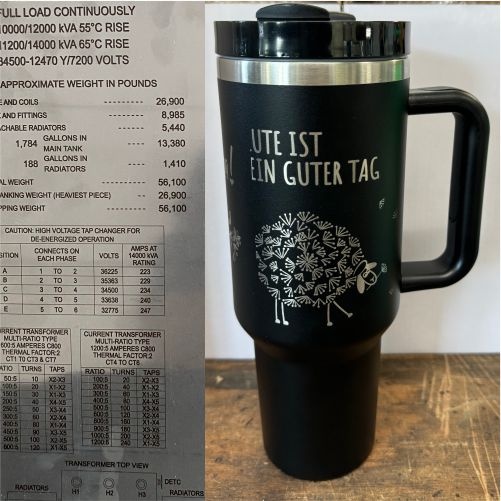 FULL LOAD CONTINUOUSLY
10000/12000 kVA 55°C RISE
11200/14000 kVA 65°C RISE
34500-12470 Y/7200 VOLTS
APPROXIMATE WEIGHT IN POUNDS
E AND COILS -------- 26,900
AND FITTINGS -------- 8,985
ACHABLE RADIATORS -------- 5,440
1,784 GALLONS IN MAIN TANK -------- 13,380
188 GALLONS IN RADIATORS -------- 1,410
AL WEIGHT -------- 56,100
ANKING WEIGHT (HEAVIEST PIECE) -- 26,900
PPING WEIGHT -------- 56,100
CAUTION: HIGH VOLTAGE TAP CHANGER FOR
DE-ENERGIZED OPERATION
SITION CONNECTS ON EACH PHASE VOLTS AMPS AT 14000 kVA RATING
A 1 TO 2 36225 223
B 2 TO 3 35363 229
C 3 TO 4 34500 234
D 4 TO 5 33638 240
E 5 TO 6 32775 247
URRENT TRANSFORMER
MULTI-RATIO TYPE
600:5 AMPERES C800
THERMAL FACTOR:2
CT1 TO CT3 & CT7
ATIO TURNS TAPS
50:5 10 X2-X3
100:5 20 X1-X2
150:5 30 X1-X3
200:5 40 X4-X5
250:5 50 X3-X4
300:5 60 X2-X4
400:5 80 X1-X4
450:5 90 X3-X5
500:5 100 X2-X5
600:5 120 X1-X5
CURRENT TRANSFORMER
MULTI-RATIO TYPE
1200:5 AMPERES C800
THERMAL FACTOR:2
CT4 TO CT6
RATIO TURNS TAPS
100:5 20 X2-X3
200:5 40 X1-X2
300:5 60 X1-X3
400:5 80 X4-X5
500:5 100 X3-X4
600:5 120 X2-X4
800:5 160 X1-X4
900:5 180 X3-X5
1000:5 200 X2-X5
1200:5 240 X1-X5
TRANSFORMER TOP VIEW
RADIATORS H1 H2 H3 DETC
RADIATORS
UTE IST
EIN GUTER TAG